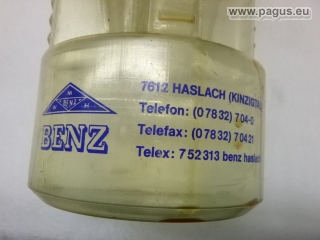 www.pagus.eu
BENZ
BENZ
7612 HASLACH (KINZIGTAL
Telefon: (07832) 704-0
Telefax: (07832) 70421
Telex: 752313 benz haslach